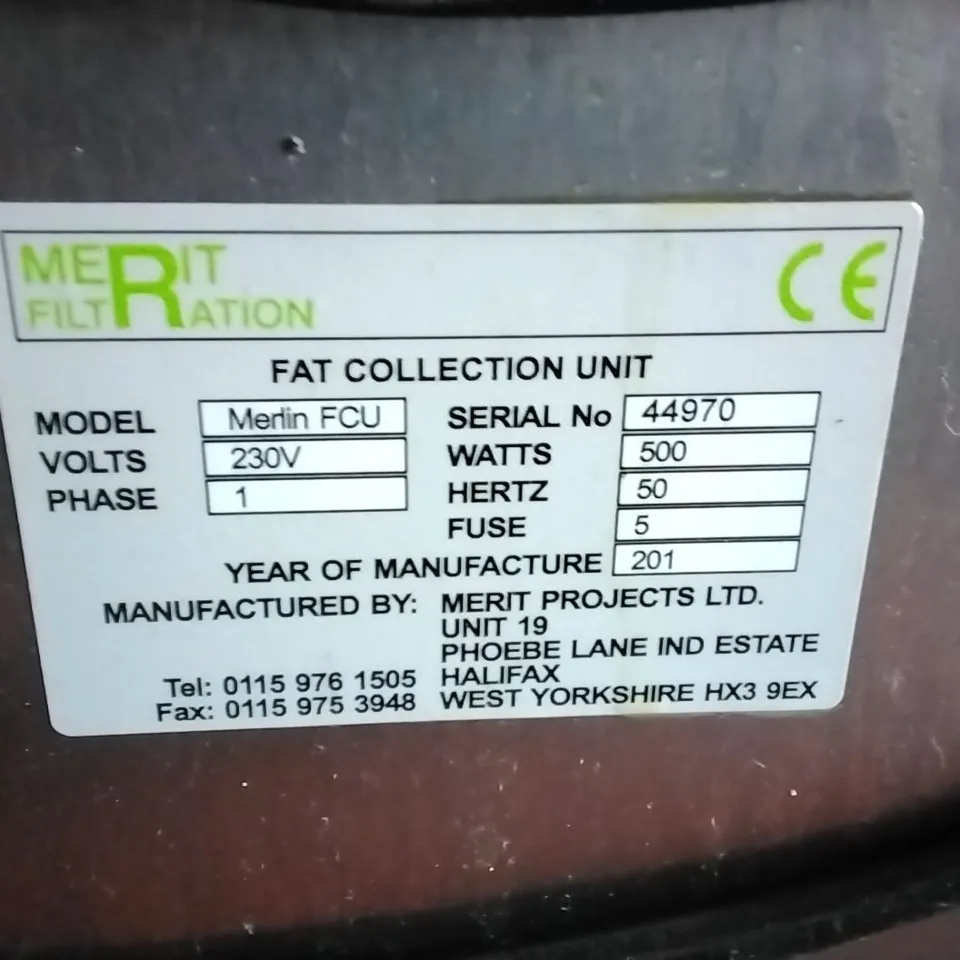 MERIT
FILTRATION
CE
FAT COLLECTION UNIT
MODEL Merlin FCU SERIAL No 44970
VOLTS 230V WATTS 500
PHASE 1 HERTZ 50
FUSE 5
YEAR OF MANUFACTURE 201
MANUFACTURED BY: MERIT PROJECTS LTD.
UNIT 19
PHOEBE LANE IND ESTATE
Tel: 0115 976 1505 HALIFAX
Fax: 0115 975 3948 WEST YORKSHIRE HX3 9EX